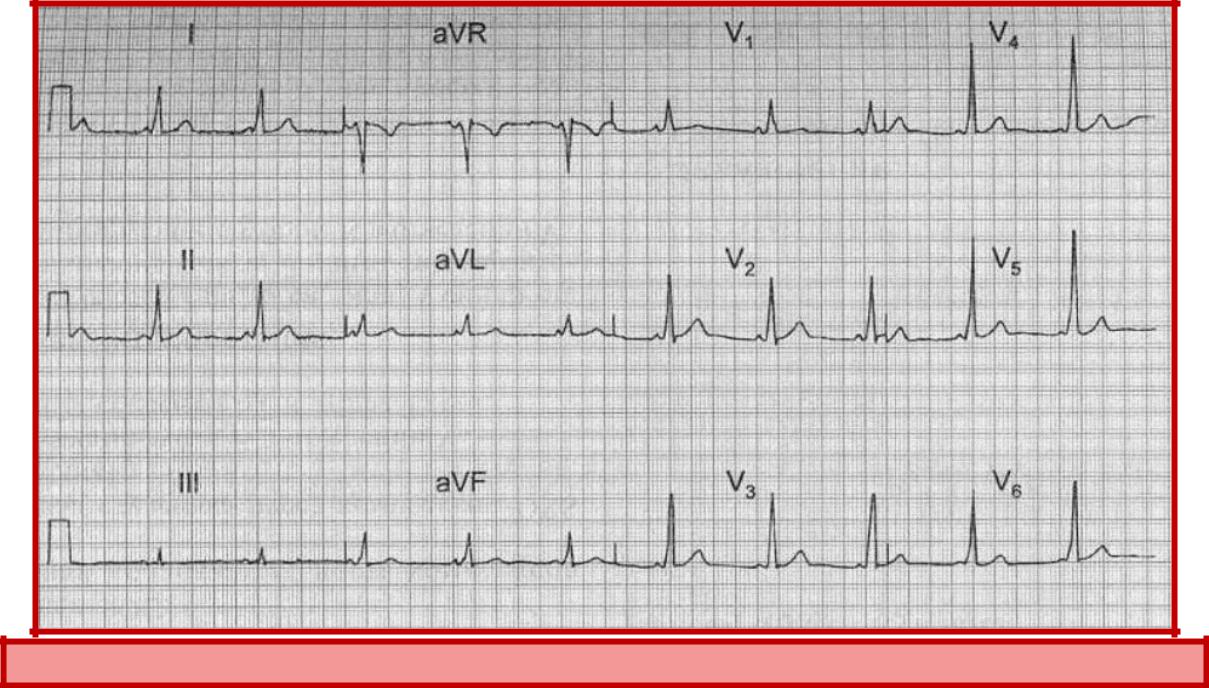 I aVR V₁ V₄
II aVL V₂ V₅
III aVF V₃ V₆